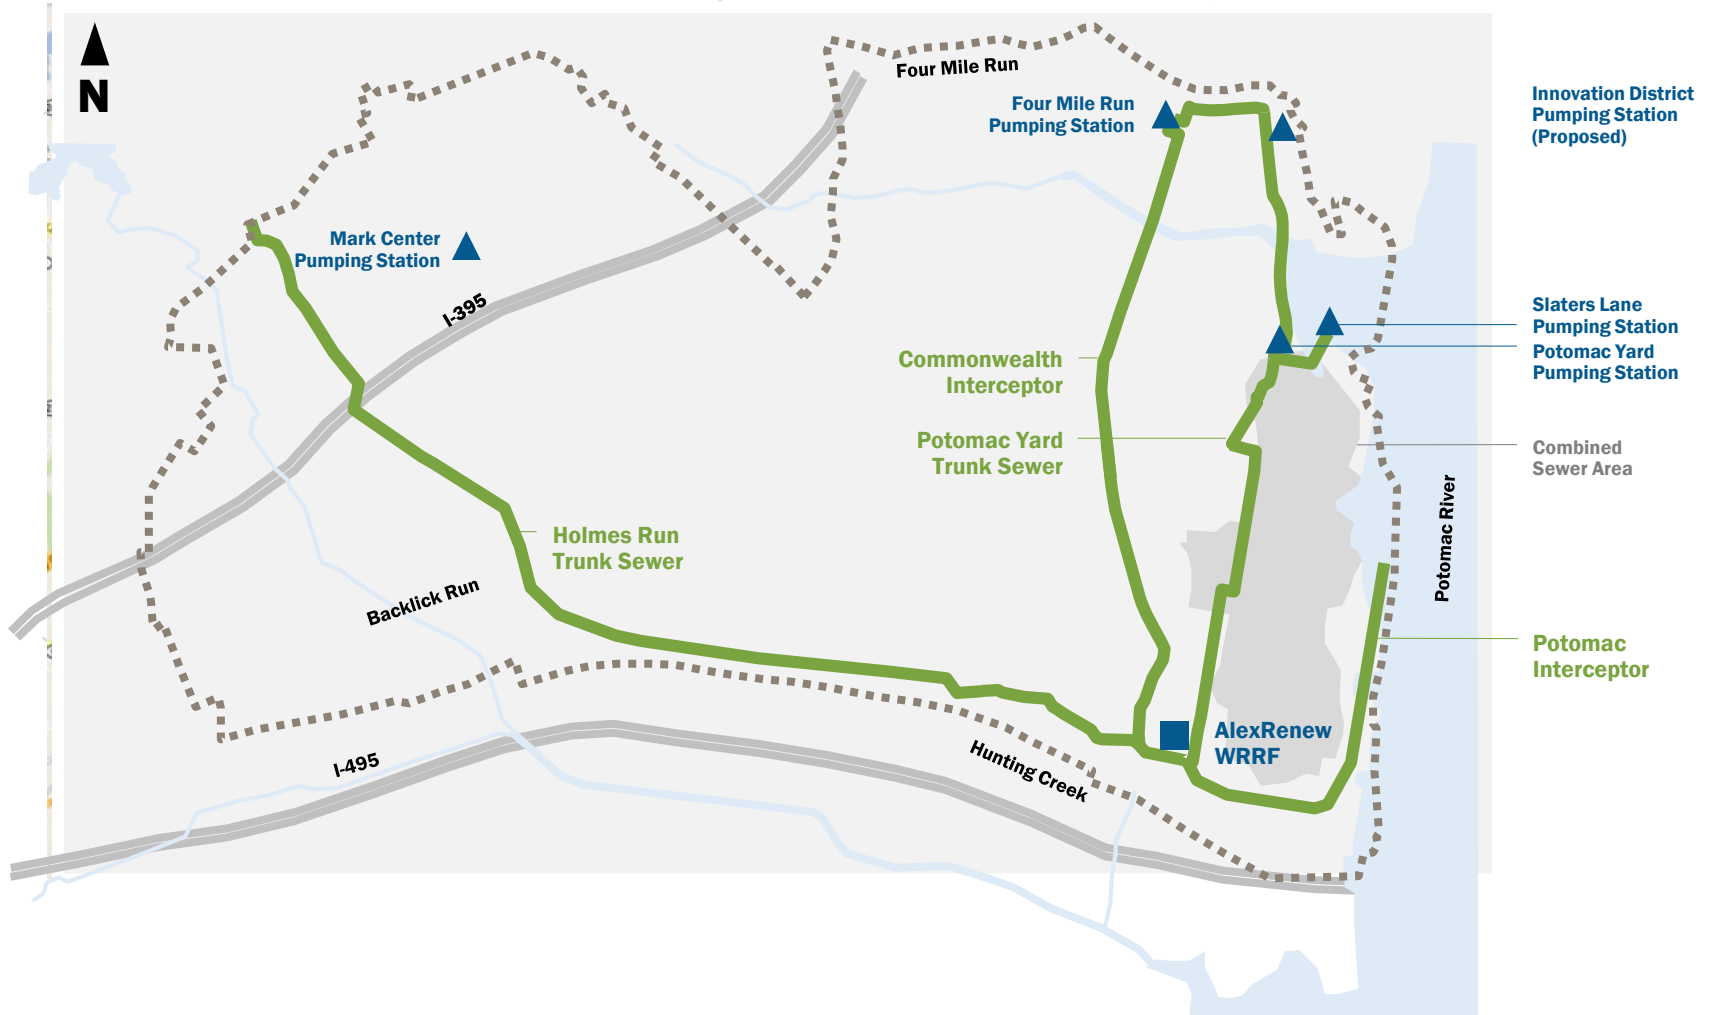 N
Four Mile Run
Four Mile Run
Pumping Station
Innovation District
Pumping Station
(Proposed)
Mark Center
Pumping Station
I-395
Slaters Lane
Pumping Station
Potomac Yard
Pumping Station
Commonwealth
Interceptor
Potomac Yard
Trunk Sewer
Combined
Sewer Area
Potomac River
Holmes Run
Trunk Sewer
Backlick Run
Potomac
Interceptor
AlexRenew
WRRF
I-495
Hunting Creek